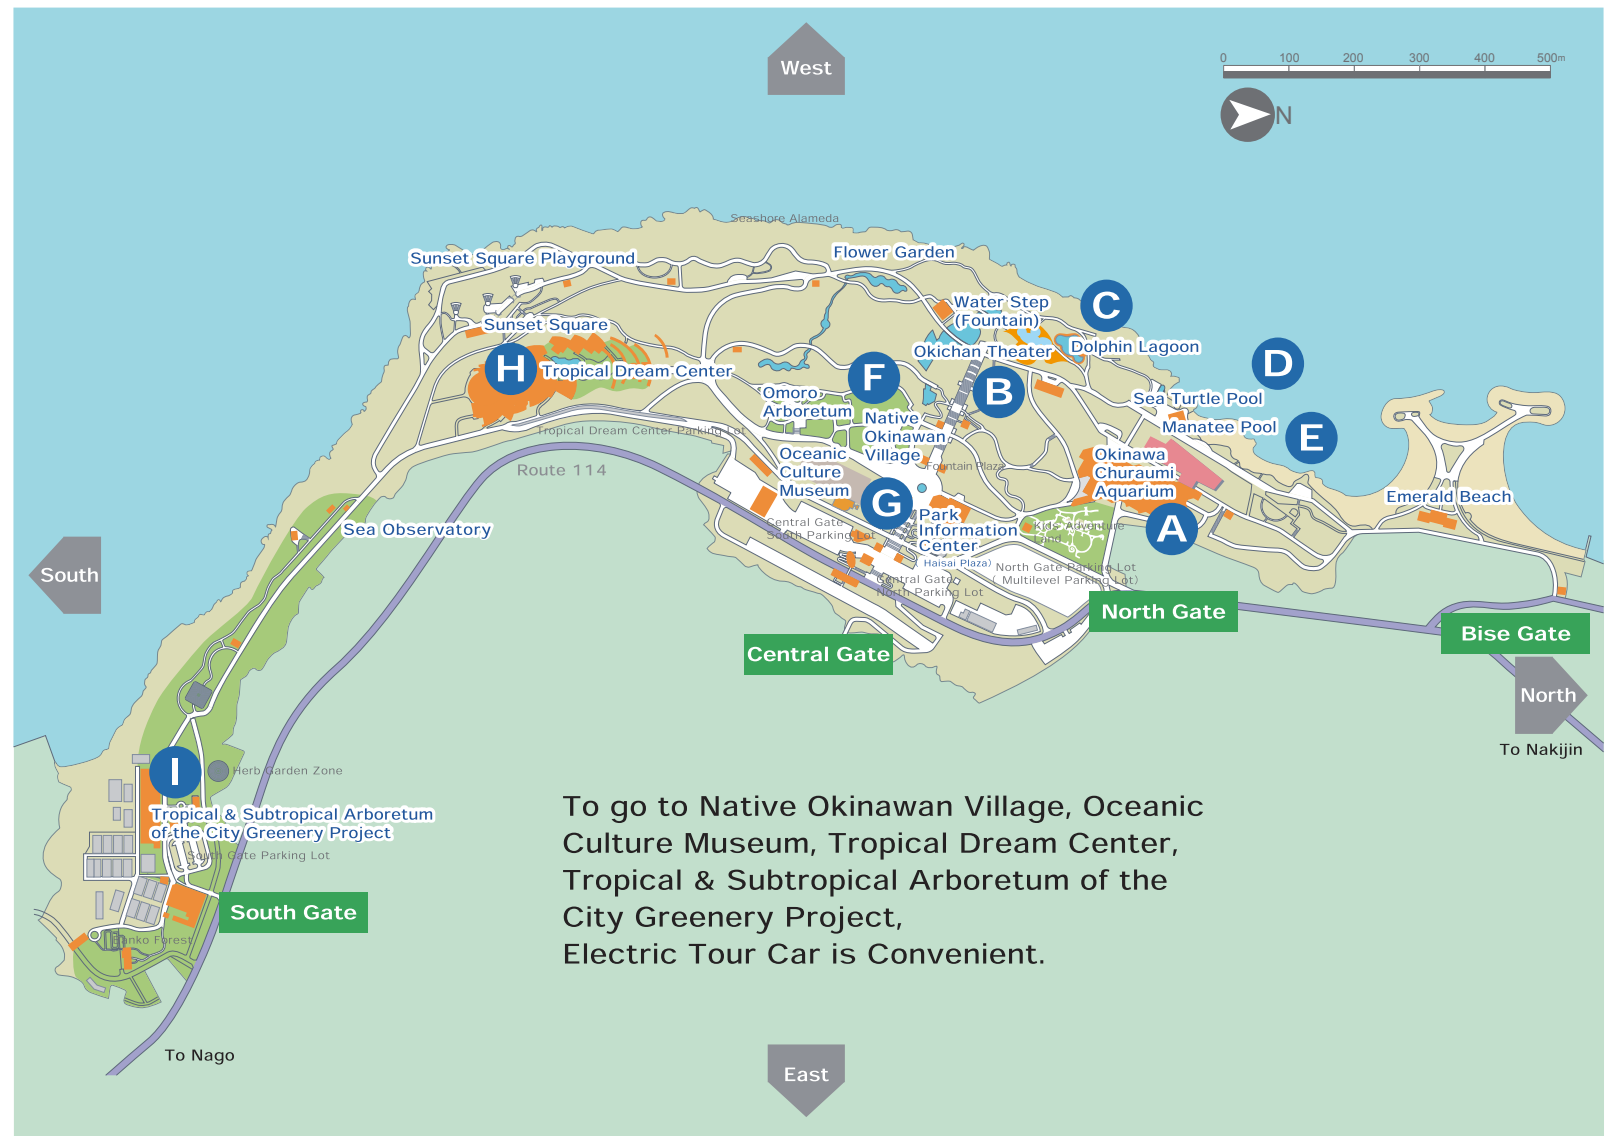 West
0 100 200 300 400 500m
N
Seashore Alameda
Sunset Square Playground
Flower Garden
Water Step
(Fountain)
C
Sunset Square
Okichan Theater
Dolphin Lagoon
D
H
Tropical Dream Center
F
B
Omoro
Arboretum
Sea Turtle Pool
Native
Okinawan
Village
Manatee Pool
E
Tropical Dream Center Parking Lot
Route 114
Oceanic
Culture
Museum
Fountain Plaza
Okinawa
Churaumi
Aquarium
Emerald Beach
G
Park
Information
Center
( Haisai Plaza)
Kids' Adventure
Land
A
Sea Observatory
Central Gate
South Parking Lot
North Gate Parking Lot
( Multilevel Parking Lot)
South
Central Gate
North Parking Lot
North Gate
Bise Gate
Central Gate
North
To Nakijin
I
Herb Garden Zone
Tropical & Subtropical Arboretum
of the City Greenery Project
South Gate Parking Lot
South Gate
To go to Native Okinawan Village, Oceanic
Culture Museum, Tropical Dream Center,
Tropical & Subtropical Arboretum of the
City Greenery Project,
Electric Tour Car is Convenient.
To Nago
East